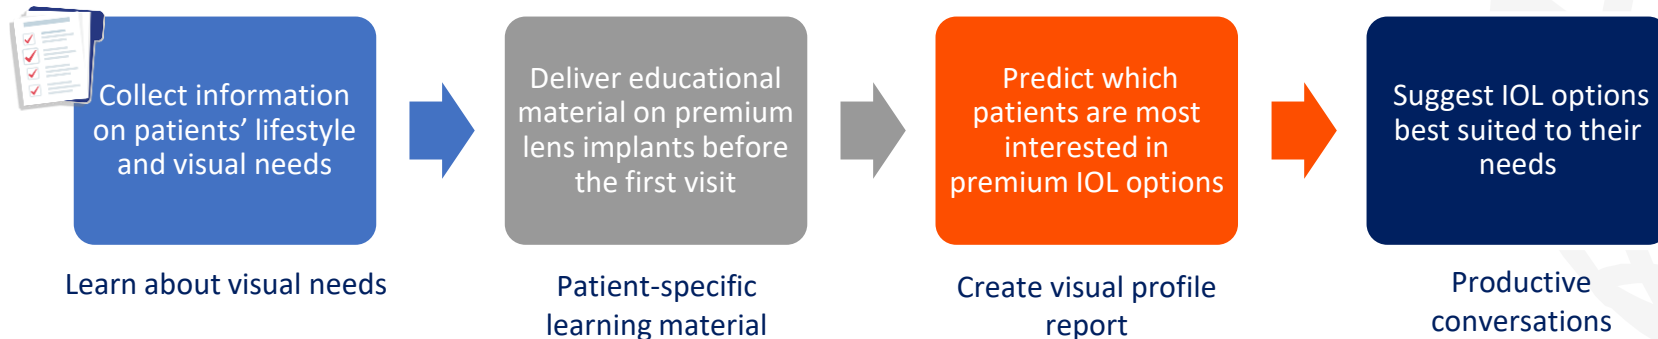 Collect information
on patients’ lifestyle
and visual needs
Deliver educational
material on premium
lens implants before
the first visit
Predict which
patients are most
interested in
premium IOL options
Suggest IOL options
best suited to their
needs
Learn about visual needs
Patient-specific
learning material
Create visual profile
report
Productive
conversations